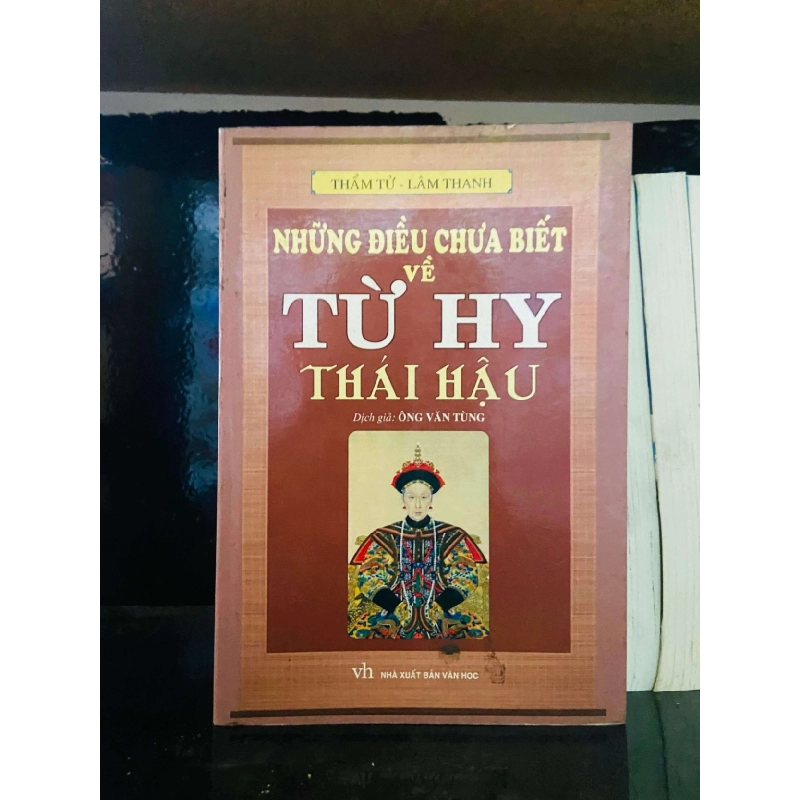 THẨM TỬ - LÂM THANH
NHỮNG ĐIỀU CHƯA BIẾT
VỀ
TỪ HY
THÁI HẬU
Dịch giả: ÔNG VĂN TÙNG
vh NHÀ XUẤT BẢN VĂN HỌC